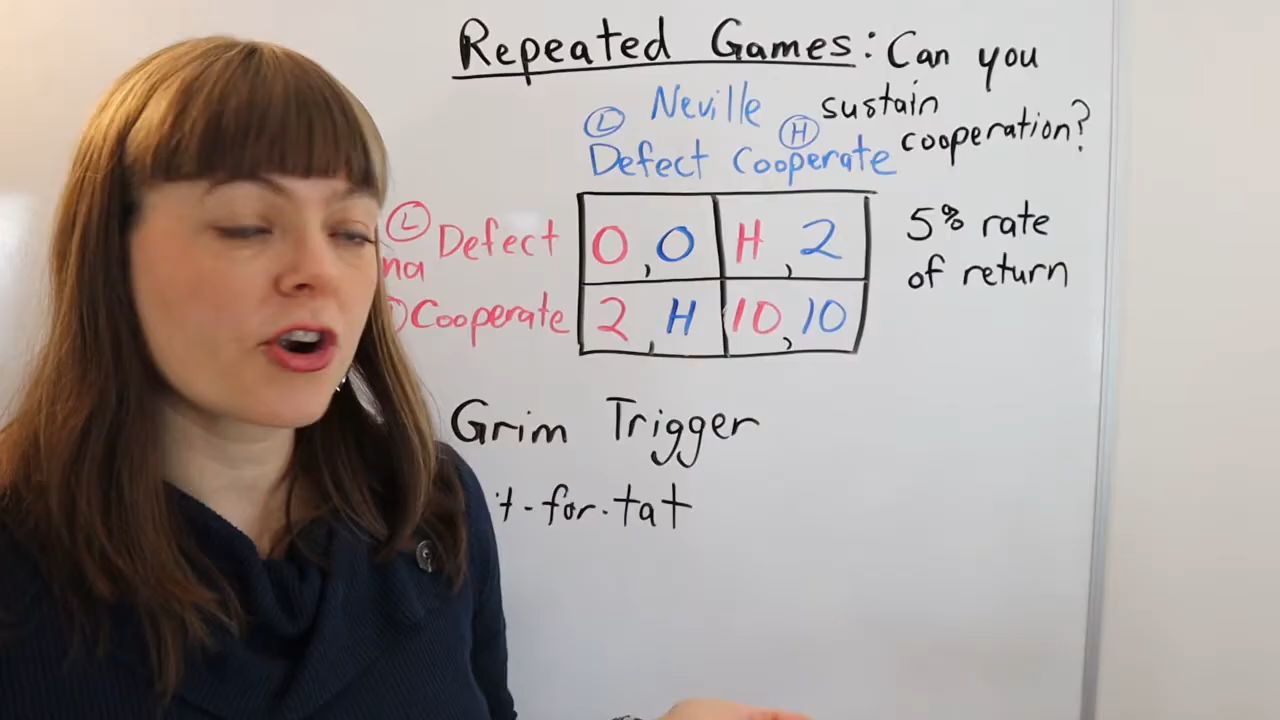 Repeated Games: Can you
sustain
cooperation?
Neville
L H
Defect Cooperate
L Defect 0,0 H,2
na
Cooperate 2,H 10,10
5% rate
of return
Grim Trigger
t-for-tat